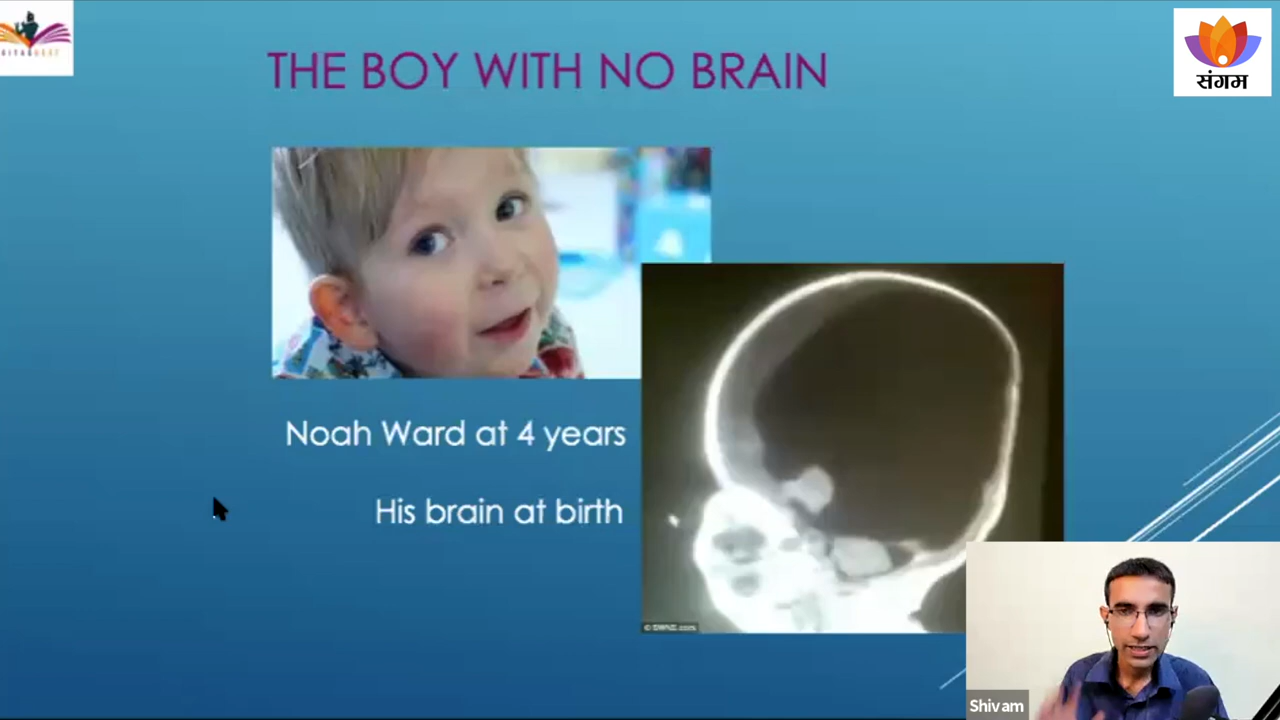 THE BOY WITH NO BRAIN
संगम
Noah Ward at 4 years
His brain at birth
Shivam